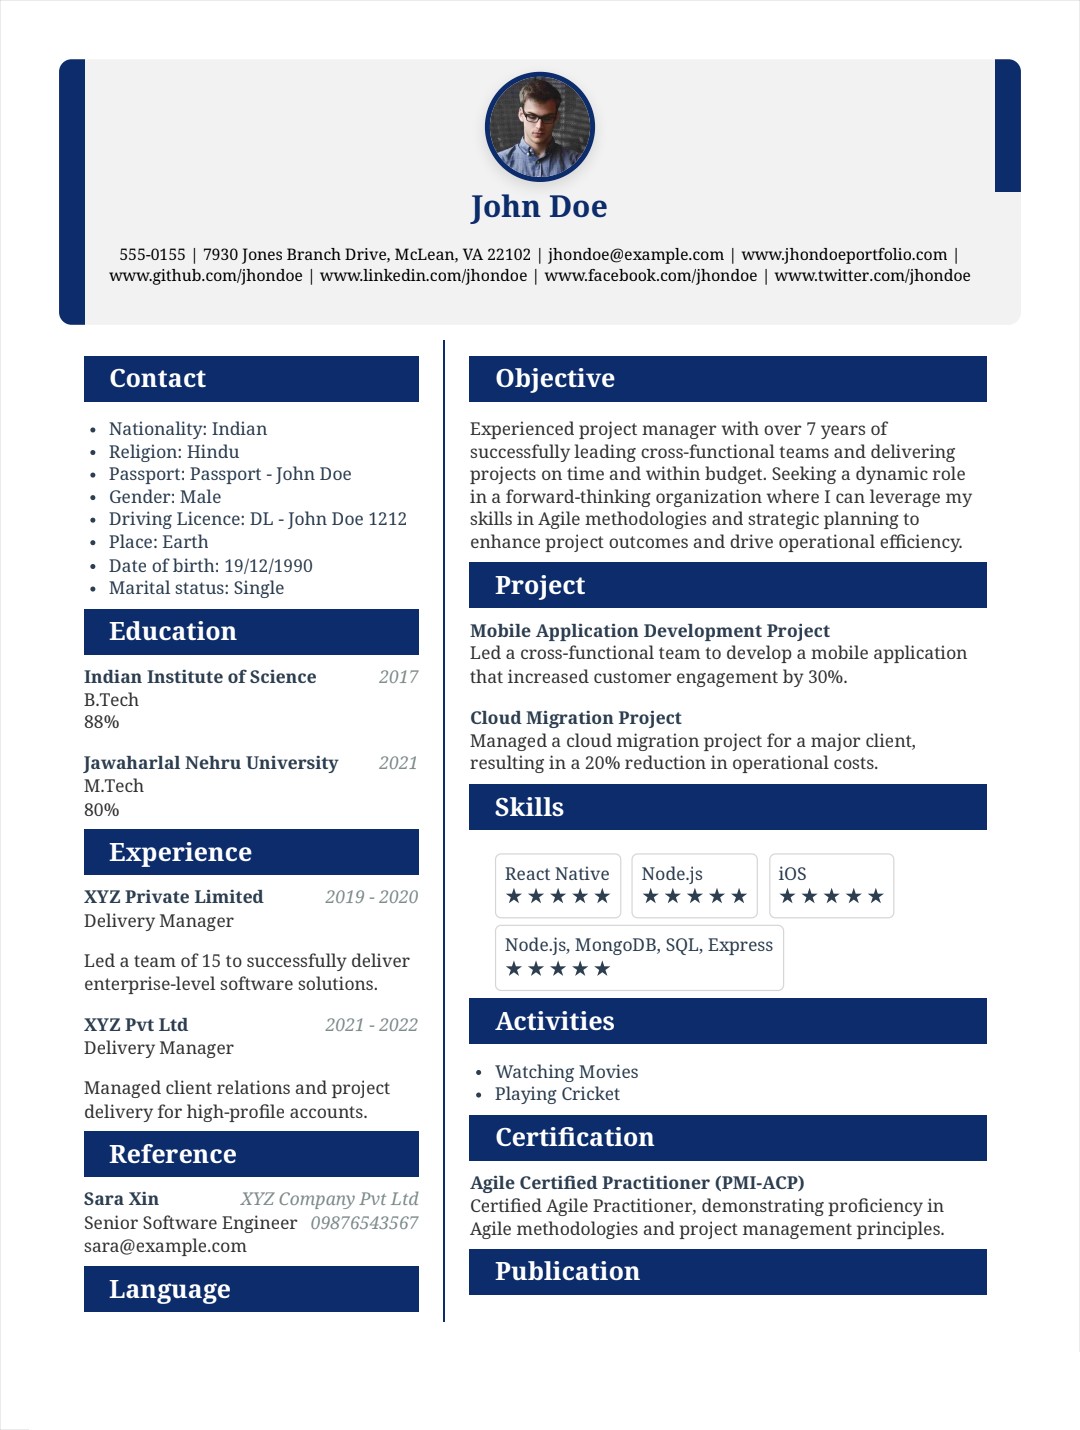 John Doe
555-0155 | 7930 Jones Branch Drive, McLean, VA 22102 | jhondoe@example.com | www.jhondoeportfolio.com |
www.github.com/jhondoe | www.linkedin.com/jhondoe | www.facebook.com/jhondoe | www.twitter.com/jhondoe
Contact
• Nationality: Indian
• Religion: Hindu
• Passport: Passport - John Doe
• Gender: Male
• Driving Licence: DL - John Doe 1212
• Place: Earth
• Date of birth: 19/12/1990
• Marital status: Single
Education
Indian Institute of Science 2017
B.Tech
88%
Jawaharlal Nehru University 2021
M.Tech
80%
Experience
XYZ Private Limited 2019 - 2020
Delivery Manager
Led a team of 15 to successfully deliver
enterprise-level software solutions.
XYZ Pvt Ltd 2021 - 2022
Delivery Manager
Managed client relations and project
delivery for high-profile accounts.
Reference
Sara Xin XYZ Company Pvt Ltd
Senior Software Engineer 09876543567
sara@example.com
Language
Objective
Experienced project manager with over 7 years of
successfully leading cross-functional teams and delivering
projects on time and within budget. Seeking a dynamic role
in a forward-thinking organization where I can leverage my
skills in Agile methodologies and strategic planning to
enhance project outcomes and drive operational efficiency.
Project
Mobile Application Development Project
Led a cross-functional team to develop a mobile application
that increased customer engagement by 30%.
Cloud Migration Project
Managed a cloud migration project for a major client,
resulting in a 20% reduction in operational costs.
Skills
React Native Node.js iOS
★★★★★ ★★★★★ ★★★★★
Node.js, MongoDB, SQL, Express
★★★★★
Activities
• Watching Movies
• Playing Cricket
Certification
Agile Certified Practitioner (PMI-ACP)
Certified Agile Practitioner, demonstrating proficiency in
Agile methodologies and project management principles.
Publication